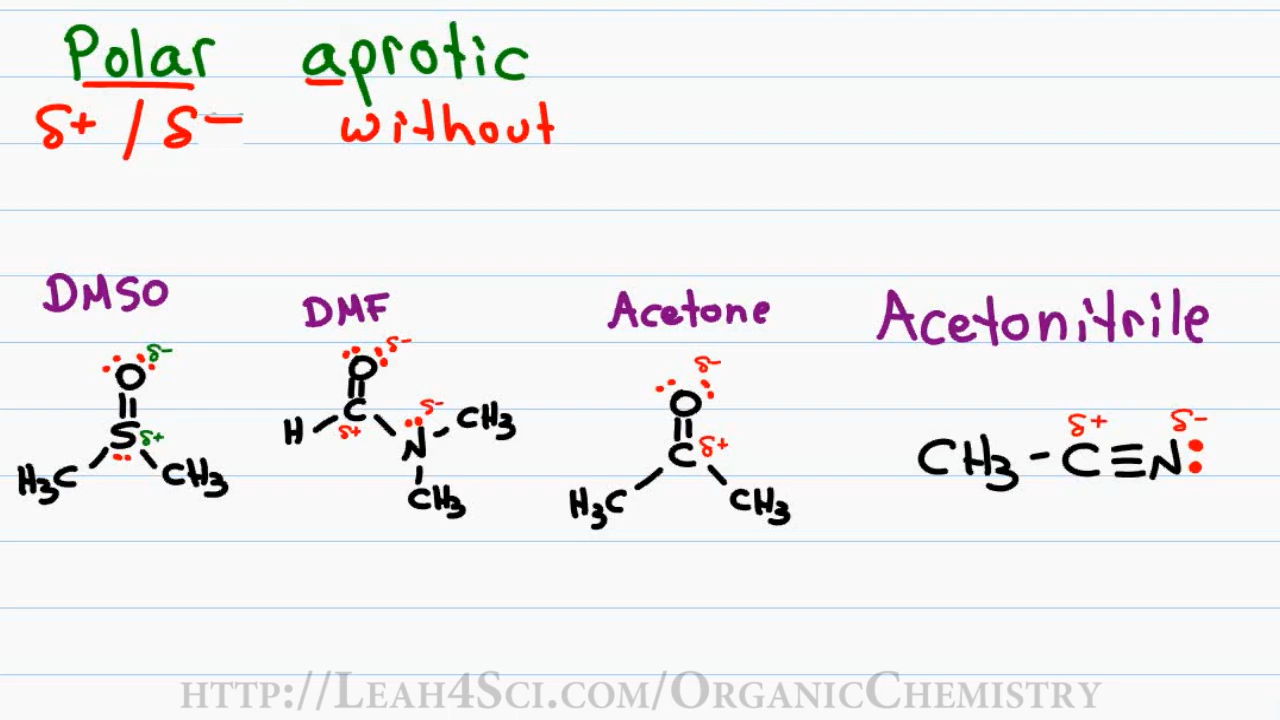 Polar aprotic
δ+ / δ− without
DMSO DMF Acetone Acetonitrile
δ− δ− δ−
O O O
δ− δ+ δ−
H C N CH3 CH3 - C ≡ N
S δ+ δ+ C δ+
H3C CH3 CH3 H3C CH3
HTTP://LEAH4SCI.COM/ORGANICCHEMISTRY